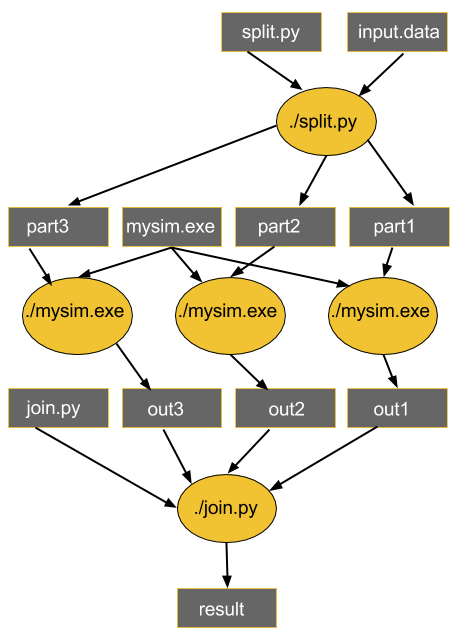 split.py
input.data
./split.py
part3
mysim.exe
part2
part1
./mysim.exe
./mysim.exe
./mysim.exe
join.py
out3
out2
out1
./join.py
result